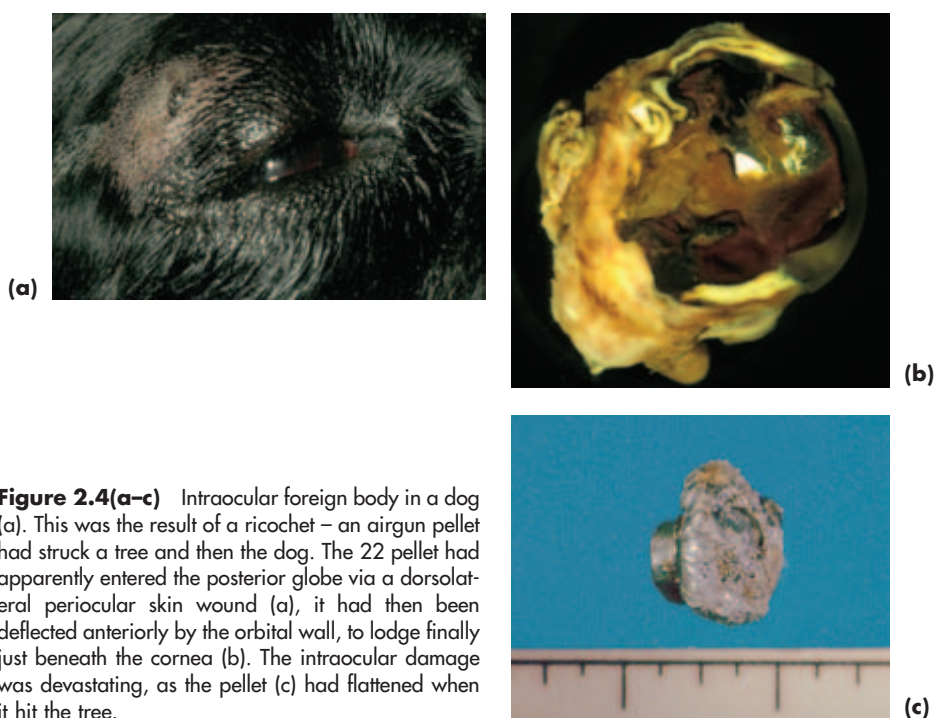 (a)
(b)
Figure 2.4(a–c) Intraocular foreign body in a dog
(a). This was the result of a ricochet – an airgun pellet
had struck a tree and then the dog. The 22 pellet had
apparently entered the posterior globe via a dorsolat-
eral periocular skin wound (a), it had then been
deflected anteriorly by the orbital wall, to lodge finally
just beneath the cornea (b). The intraocular damage
was devastating, as the pellet (c) had flattened when
it hit the tree.
(c)